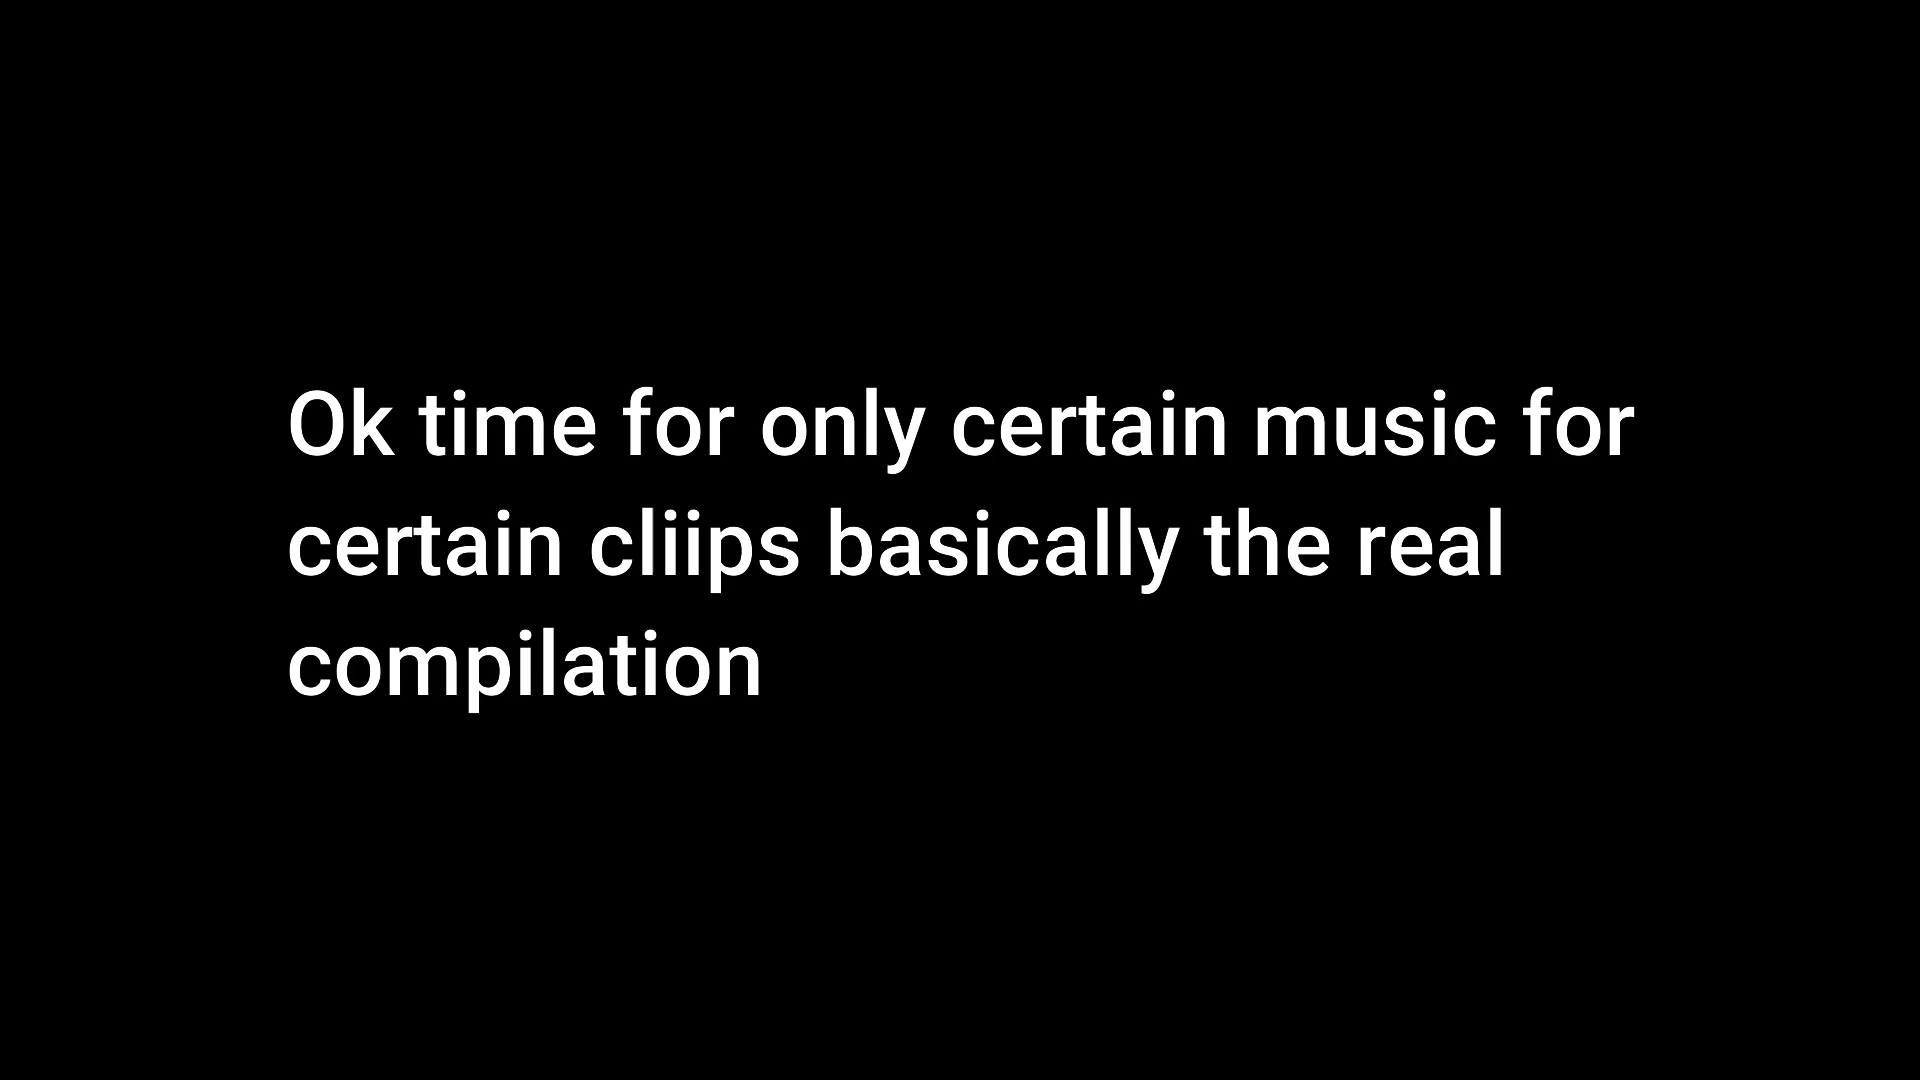 Ok time for only certain music for
certain cliips basically the real
compilation